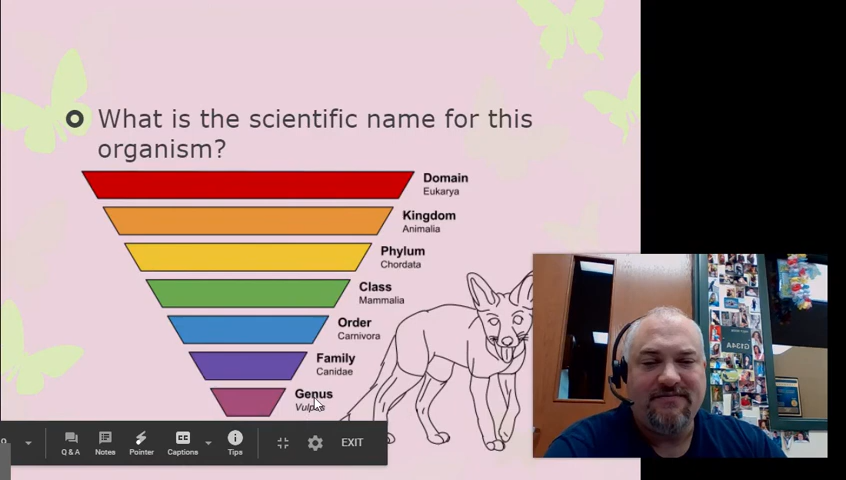 What is the scientific name for this
organism?
Domain
Eukarya
Kingdom
Animalia
Phylum
Chordata
Class
Mammalia
Order
Carnivora
Family
Canidae
Genus
Q & A
Notes
Pointer
Captions
Tips
EXIT